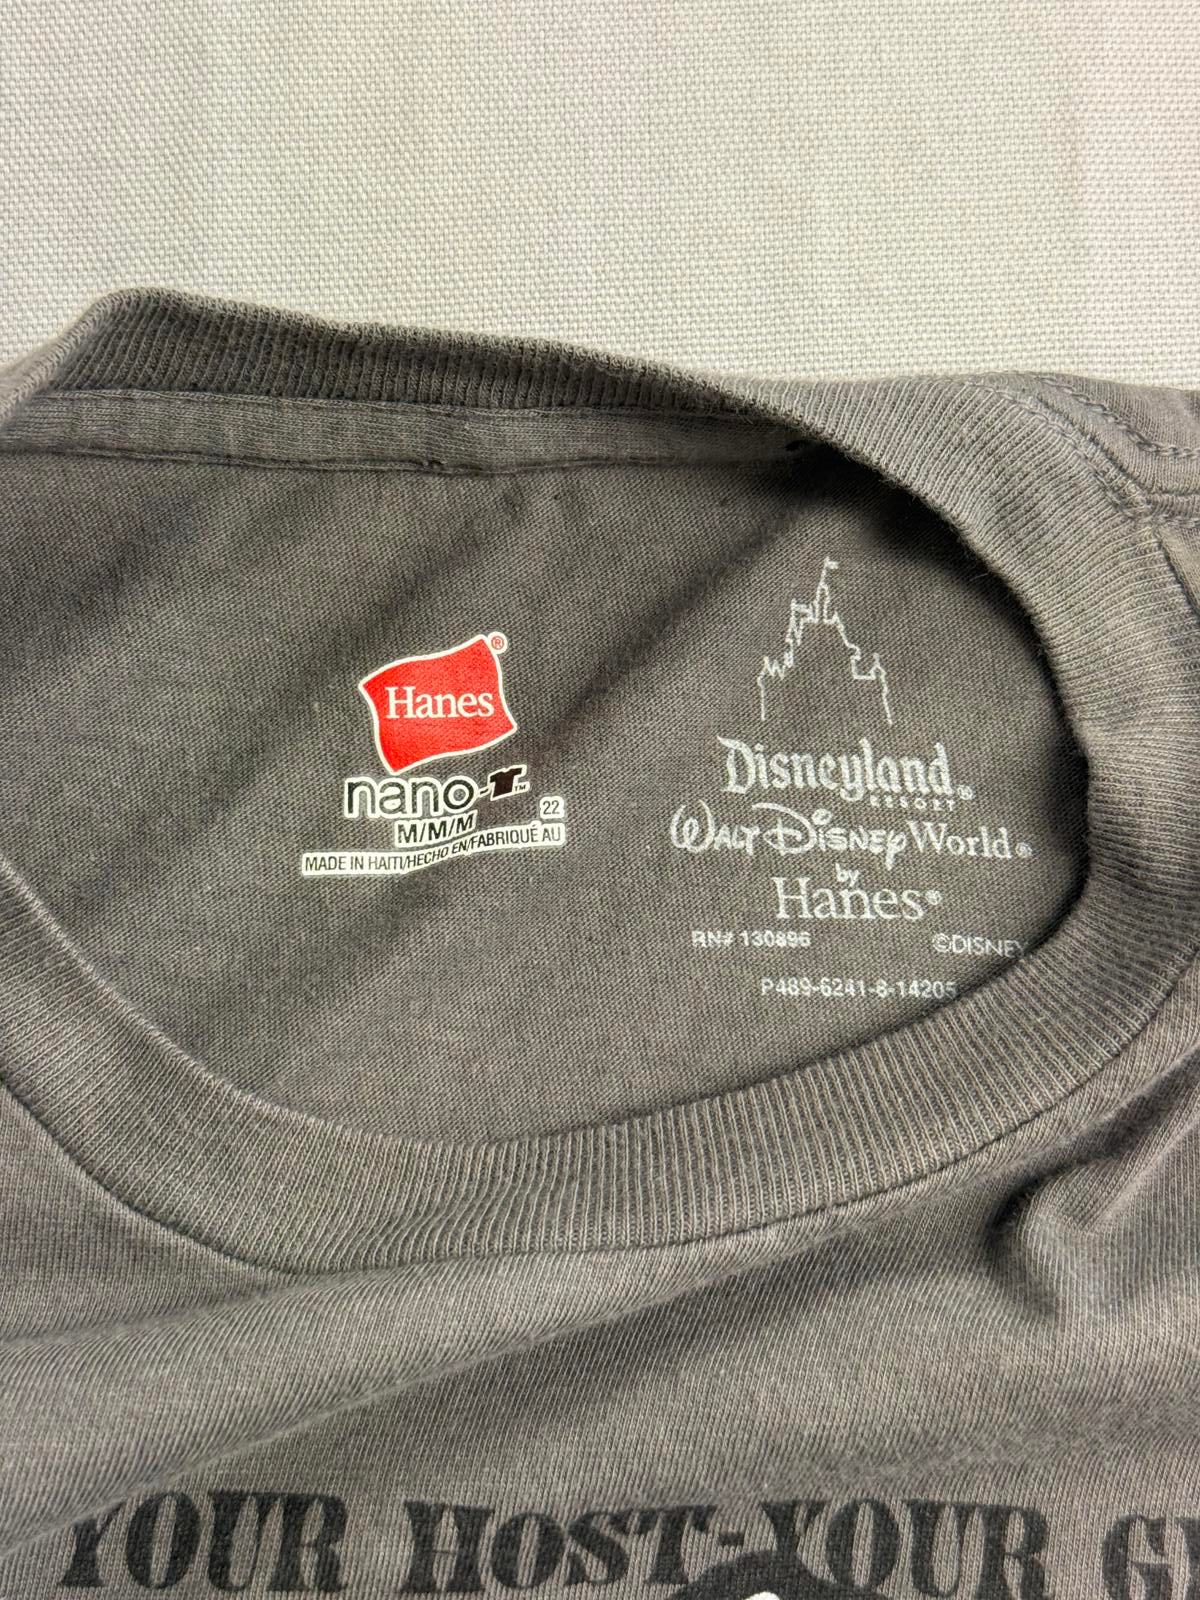 Hanes®
nano-T™
22
M/M/M
MADE IN HAITI/HECHO EN/FABRIQUÉ AU
Disneyland®
RESORT
Walt Disney World®
by
Hanes®
RN# 130896
©DISNEY
P489-6241-8-14205
YOUR HOST-YOUR